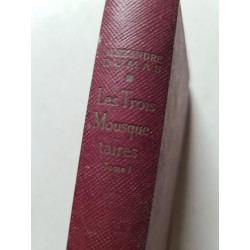 ALEXANDRE
DUMAS
Les Trois
Mousque-
taires
Tome I